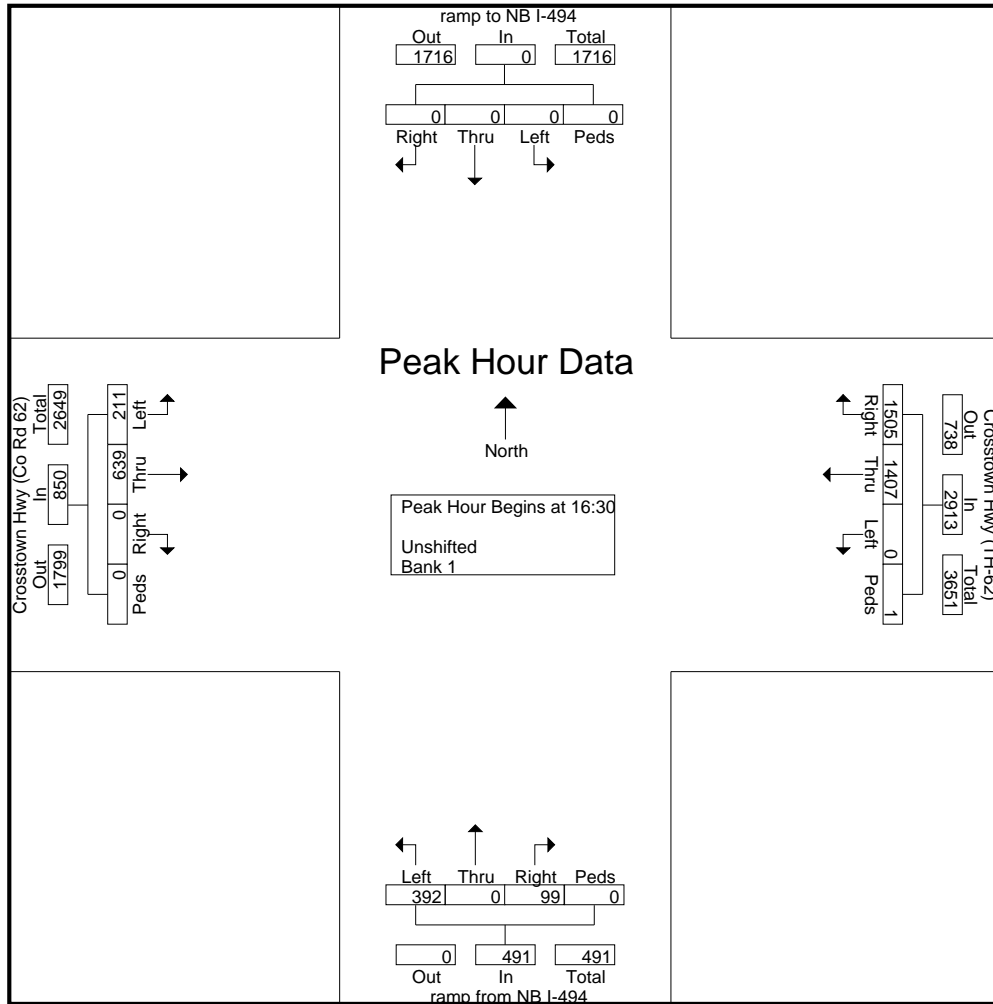 ramp to NB I-494
Out In Total
1716 0 1716
0 0 0 0
Right Thru Left Peds
Peak Hour Data
North
Peak Hour Begins at 16:30
Unshifted
Bank 1
Crosstown Hwy (Co Rd 62)
Total In Out
2649 850 1799
211 639 0 0
Left Thru Right Peds
Crosstown Hwy (TH-62)
Out In Total
738 2913 3651
1505 1407 0 1
Right Thru Left Peds
Left Thru Right Peds
392 0 99 0
0 491 491
Out In Total
ramp from NB I-494